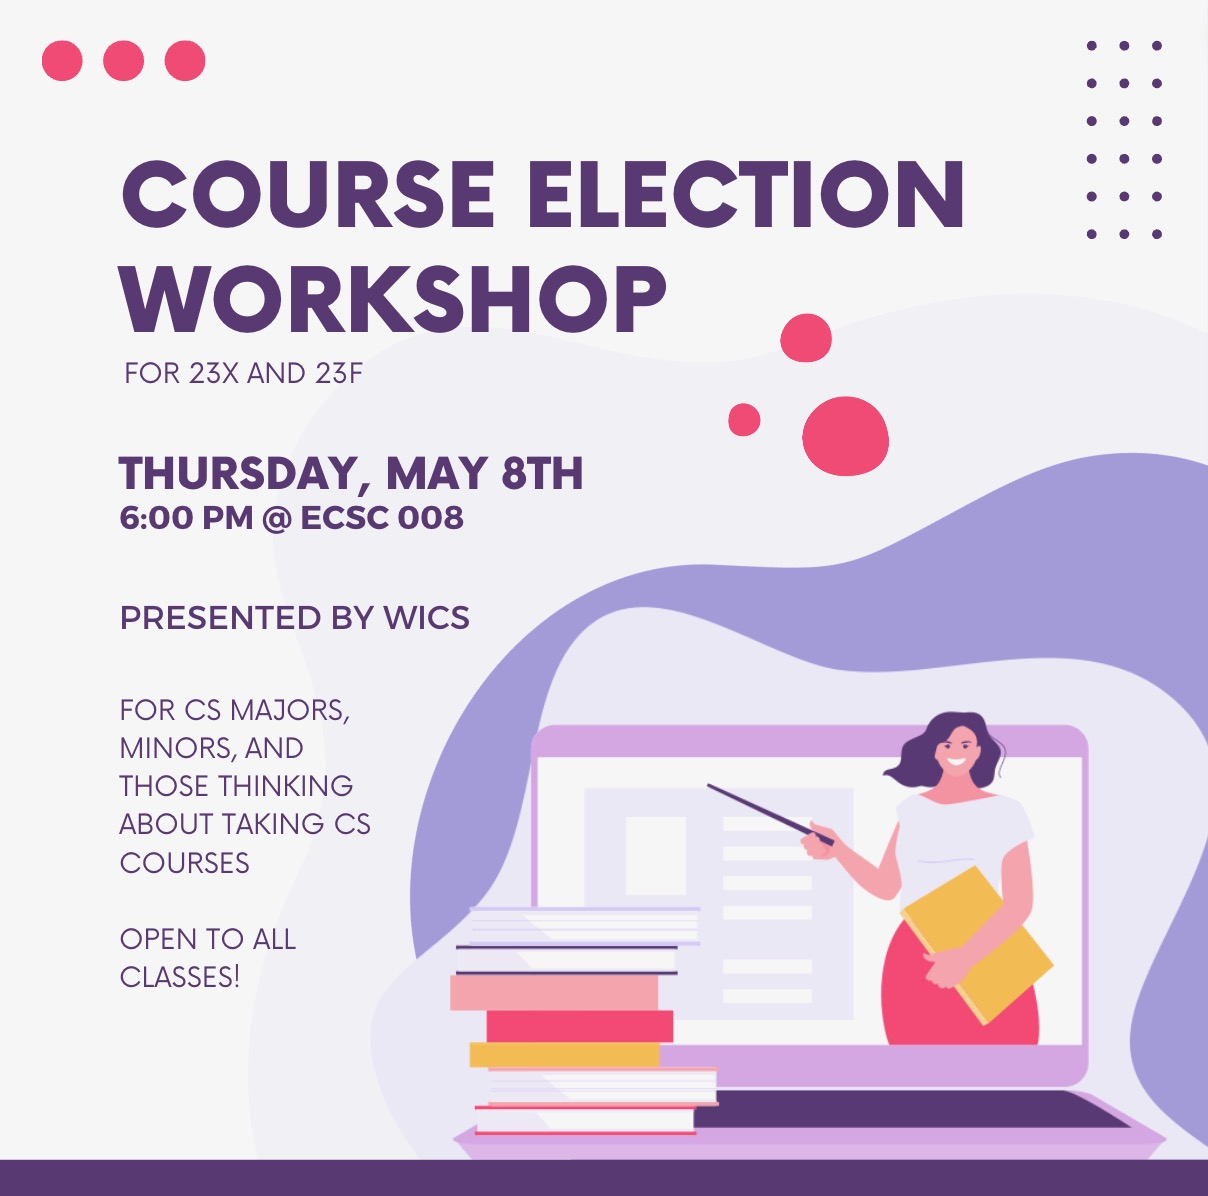 COURSE ELECTION
WORKSHOP
FOR 23X AND 23F
THURSDAY, MAY 8TH
6:00 PM @ ECSC 008
PRESENTED BY WICS
FOR CS MAJORS,
MINORS, AND
THOSE THINKING
ABOUT TAKING CS
COURSES
OPEN TO ALL
CLASSES!